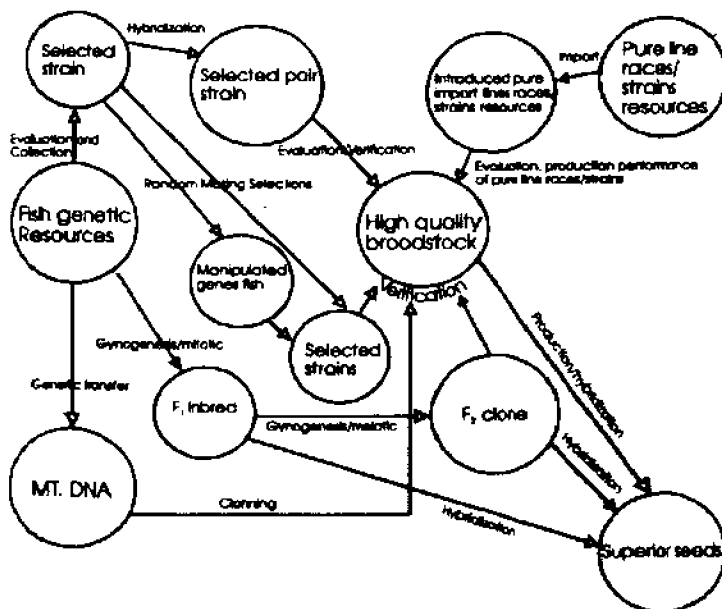 Hybridization
Selected
strain
Selected pair
strain
Introduced pure
import lines races/
strains resources
Import
Pure line
races/
strains
resources
Evaluation and
Collection
Evaluation/Verification
Evaluation, production performance
of pure line races/strains
Random Mating Selections
Fish genetic
Resources
High quality
broodstock
Manipulated
genes fish
Verification
Selected
strains
Gynogenesis/mitotic
Genetic transfer
Production/hybridization
F₁ Inbred
Gynogenesis/meiotic
F₂ clone
Hybridization
MT. DNA
Clonning
Hybridization
Superior seeds